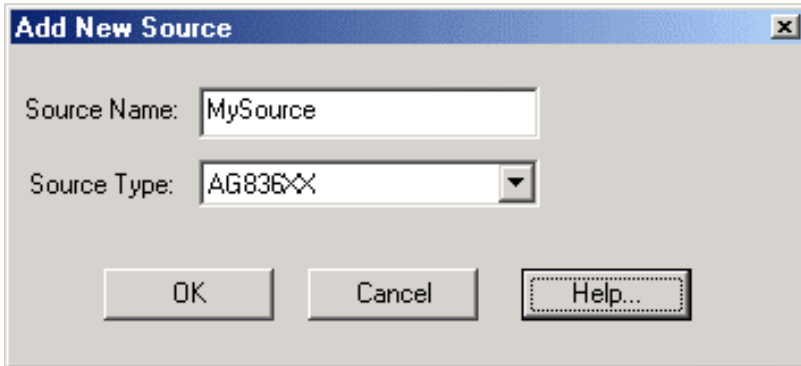 Add New Source
Source Name: MySource
Source Type: AG836XX
OK Cancel Help...